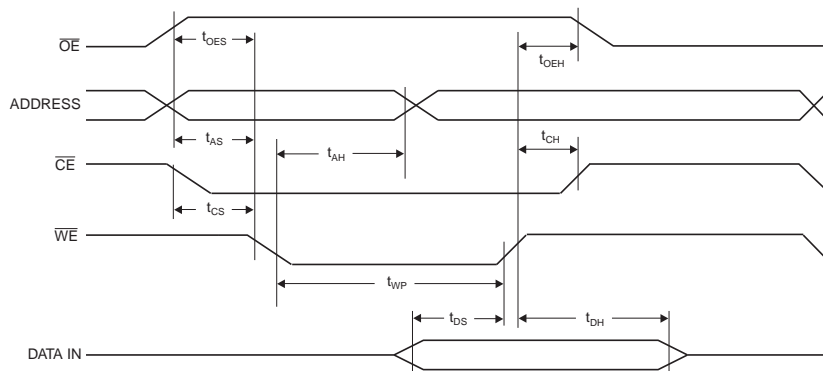 OE
tOES
tOEH
ADDRESS
tAS
tAH
tCH
CE
tCS
WE
tWP
tDS
tDH
DATA IN